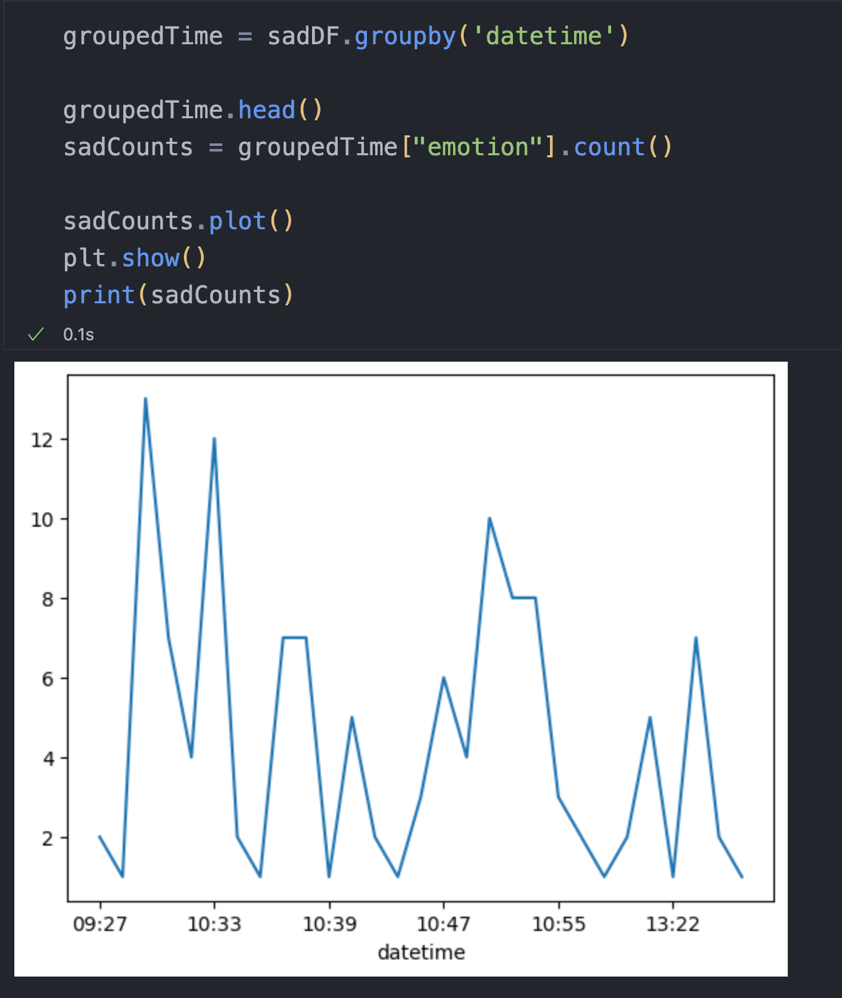 groupedTime = sadDF.groupby('datetime')
groupedTime.head()
sadCounts = groupedTime["emotion"].count()
sadCounts.plot()
plt.show()
print(sadCounts)
0.1s
12
10
8
6
4
2
09:27 10:33 10:39 10:47 10:55 13:22
datetime